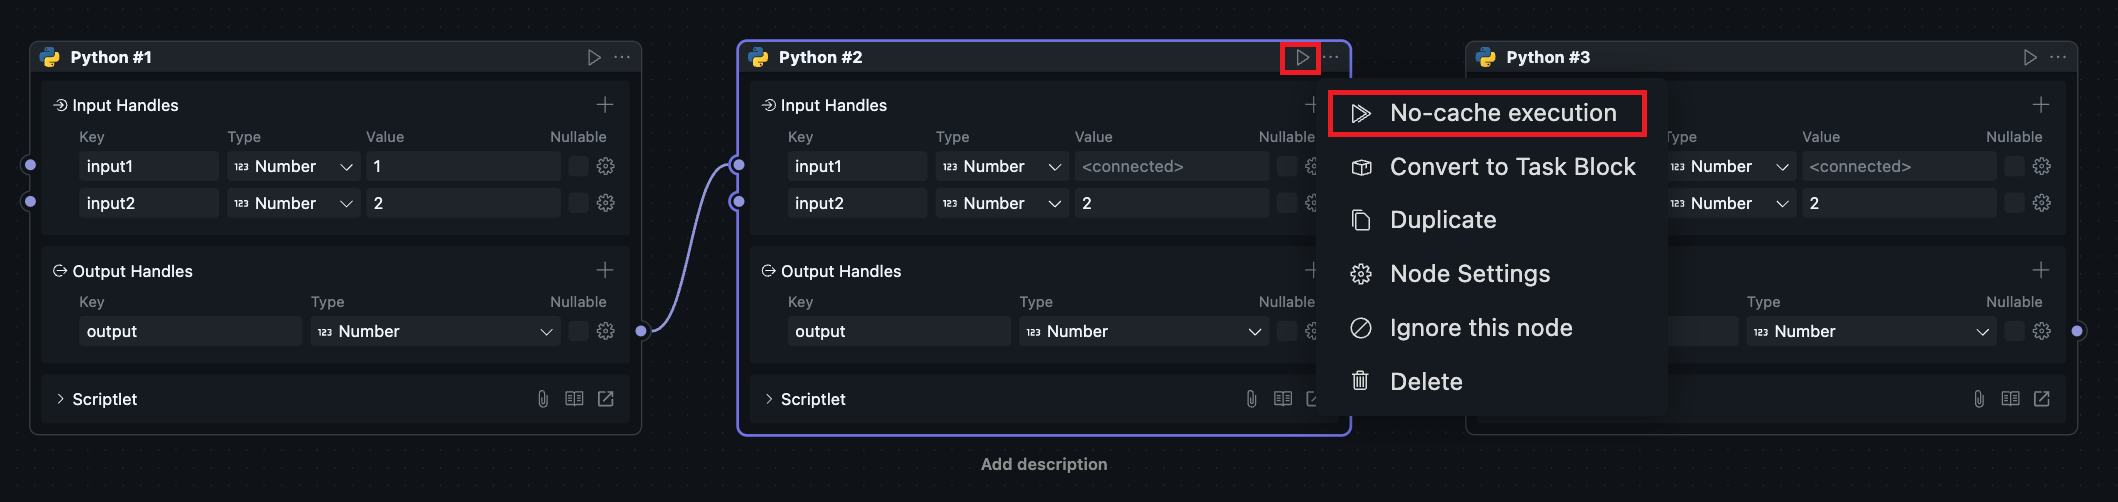 Python #1
Input Handles
Key Type Value Nullable
input1 123 Number 1
input2 123 Number 2
Output Handles
Key Type Nullable
output 123 Number
Scriptlet
Python #2
Input Handles
Key Type Value Nullable
input1 123 Number <connected>
input2 123 Number 2
Output Handles
Key Type Nullable
output 123 Number
Scriptlet
Add description
No-cache execution
Convert to Task Block
Duplicate
Node Settings
Ignore this node
Delete
Python #3
Type Value Nullable
123 Number <connected>
123 Number 2
Type Nullable
123 Number